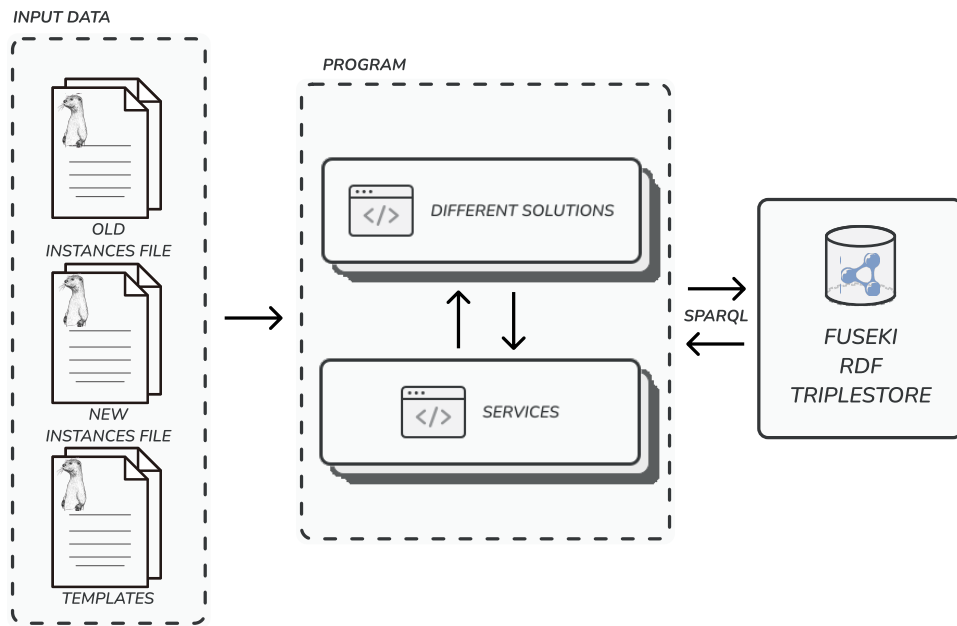 INPUT DATA
OLD
INSTANCES FILE
NEW
INSTANCES FILE
TEMPLATES
PROGRAM
</> DIFFERENT SOLUTIONS
</> SERVICES
SPARQL
FUSEKI
RDF
TRIPLESTORE